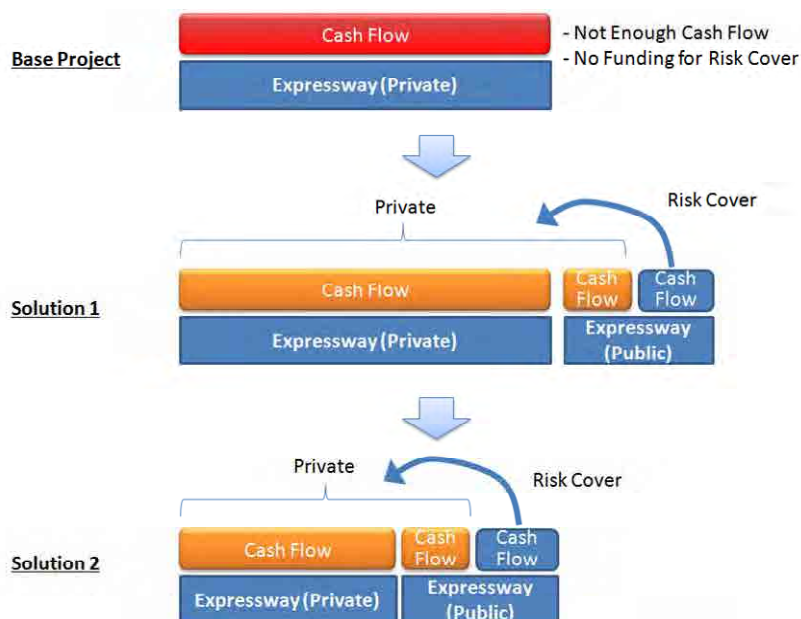 Cash Flow
- Not Enough Cash Flow
- No Funding for Risk Cover
Base Project
Expressway (Private)
Private
Risk Cover
Cash Flow
Cash
Flow
Cash
Flow
Solution 1
Expressway (Private)
Expressway
(Public)
Private
Risk Cover
Cash Flow
Cash
Flow
Cash
Flow
Solution 2
Expressway (Private)
Expressway
(Public)